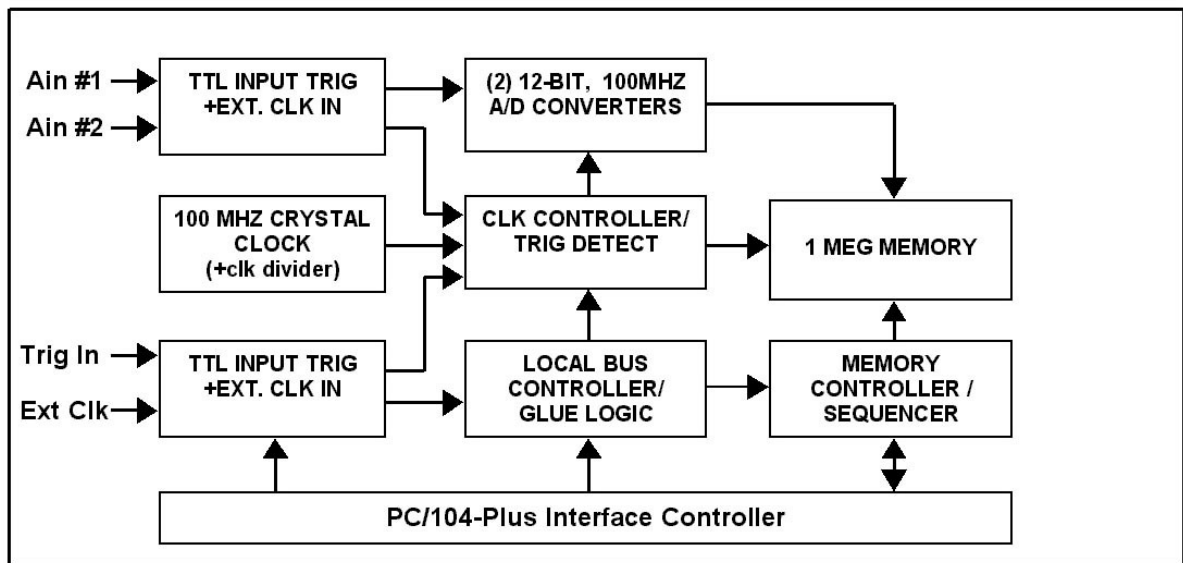 Ain #1
Ain #2
TTL INPUT TRIG
+EXT. CLK IN
(2) 12-BIT, 100MHZ
A/D CONVERTERS
100 MHZ CRYSTAL
CLOCK
(+clk divider)
CLK CONTROLLER/
TRIG DETECT
1 MEG MEMORY
Trig In
Ext Clk
TTL INPUT TRIG
+EXT. CLK IN
LOCAL BUS
CONTROLLER/
GLUE LOGIC
MEMORY
CONTROLLER /
SEQUENCER
PC/104-Plus Interface Controller